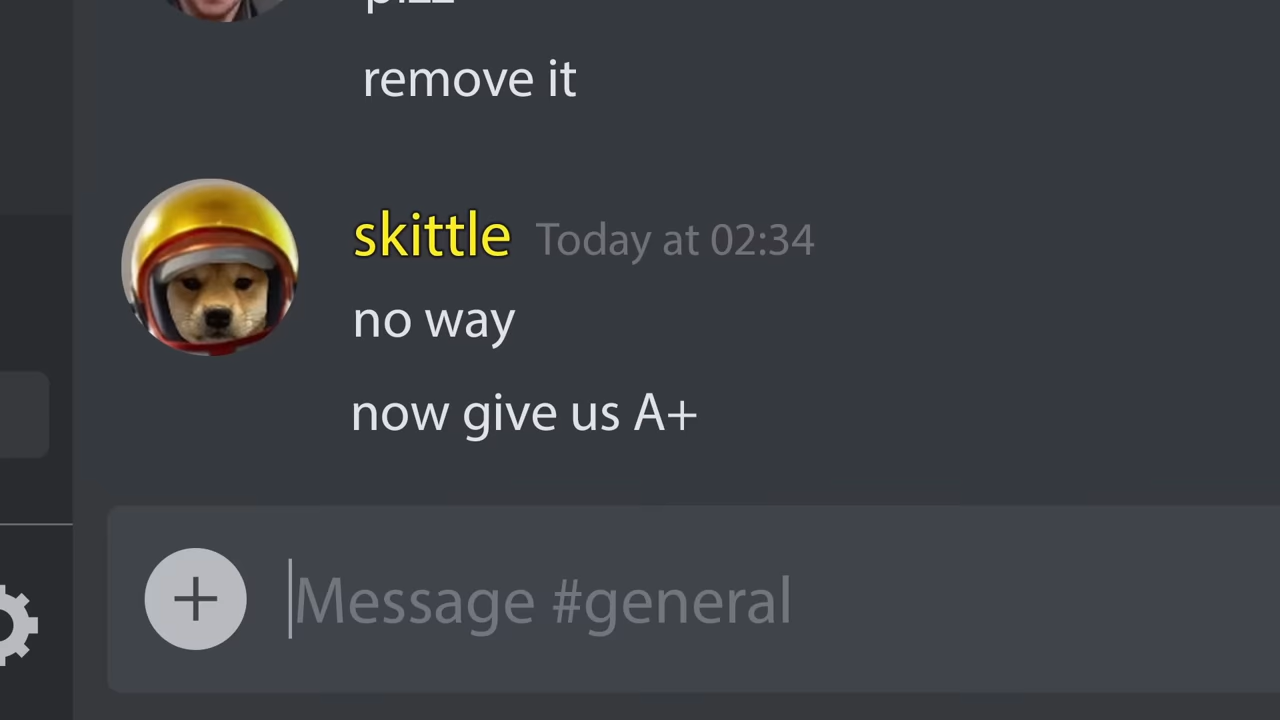 remove it
skittle Today at 02:34
no way
now give us A+
Message #general